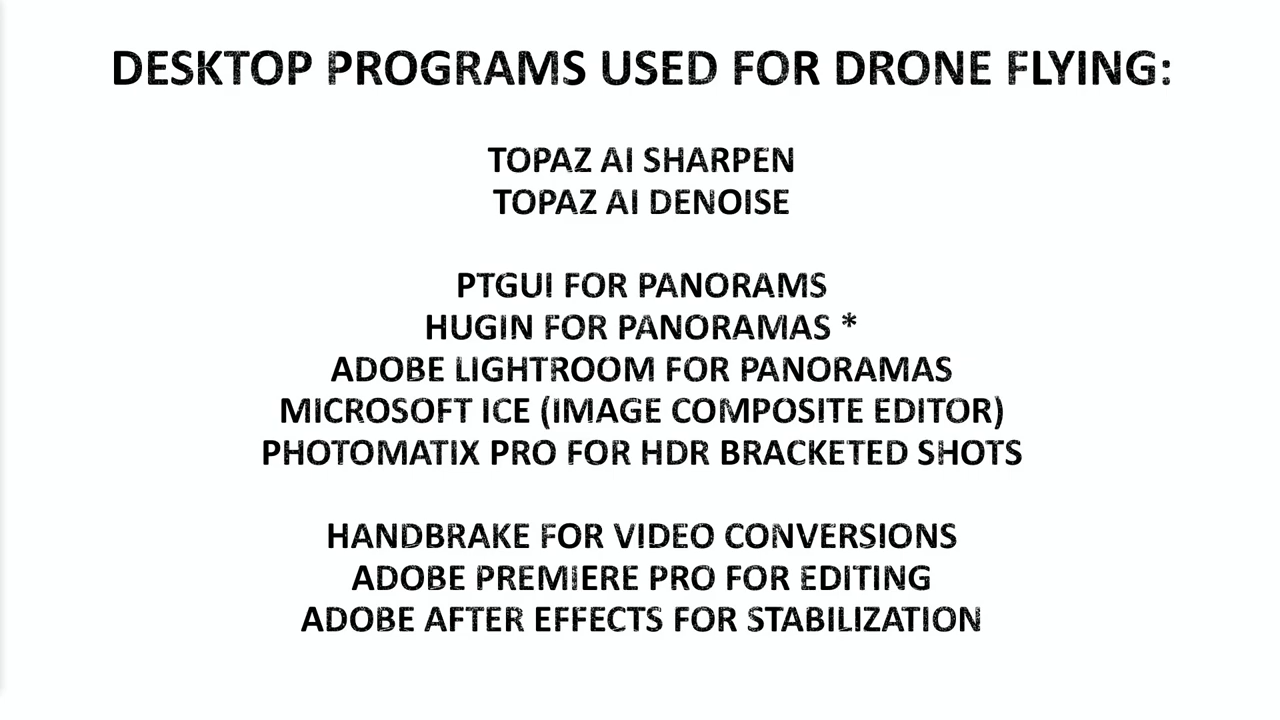 DESKTOP PROGRAMS USED FOR DRONE FLYING:
TOPAZ AI SHARPEN
TOPAZ AI DENOISE
PTGUI FOR PANORAMS
HUGIN FOR PANORAMAS *
ADOBE LIGHTROOM FOR PANORAMAS
MICROSOFT ICE (IMAGE COMPOSITE EDITOR)
PHOTOMATIX PRO FOR HDR BRACKETED SHOTS
HANDBRAKE FOR VIDEO CONVERSIONS
ADOBE PREMIERE PRO FOR EDITING
ADOBE AFTER EFFECTS FOR STABILIZATION